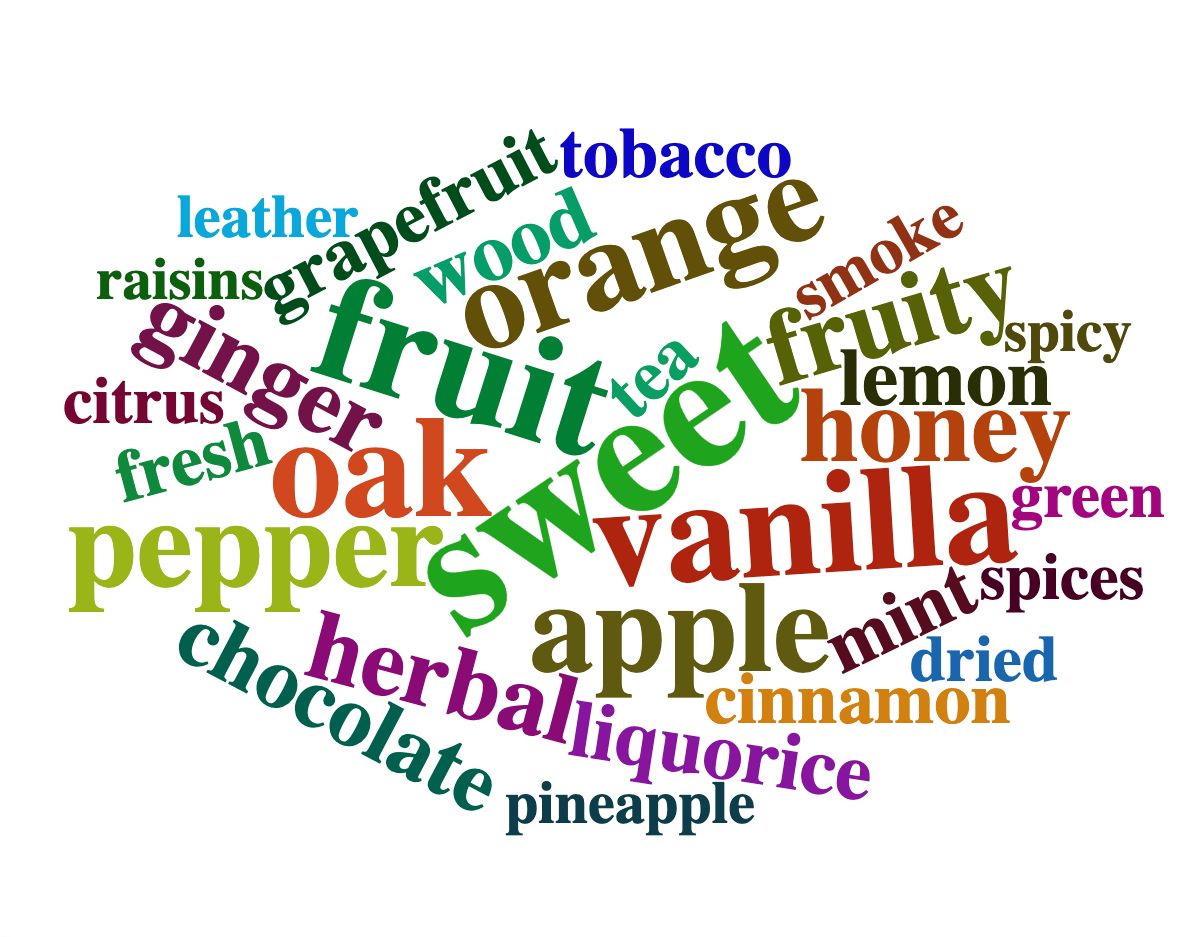 tobacco
grapefruit
leather
wood
orange
smoke
raisins
fruit
fruity
ginger
spicy
tea
lemon
citrus
sweet
honey
fresh
oak
vanilla
green
pepper
spices
apple
mint
herbal
dried
chocolate
cinnamon
liquorice
pineapple